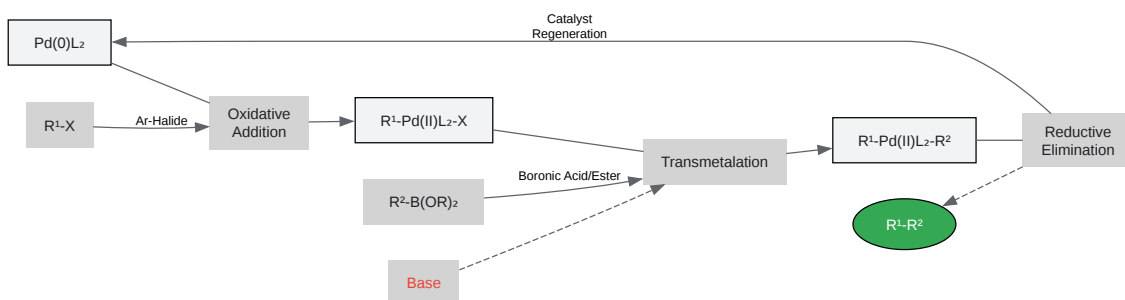 Catalyst
Regeneration
Pd(0)L₂
R¹-X
Ar-Halide
Oxidative
Addition
R¹-Pd(II)L₂-X
Boronic Acid/Ester
R²-B(OR)₂
Base
Transmetalation
R¹-Pd(II)L₂-R²
Reductive
Elimination
R¹-R²